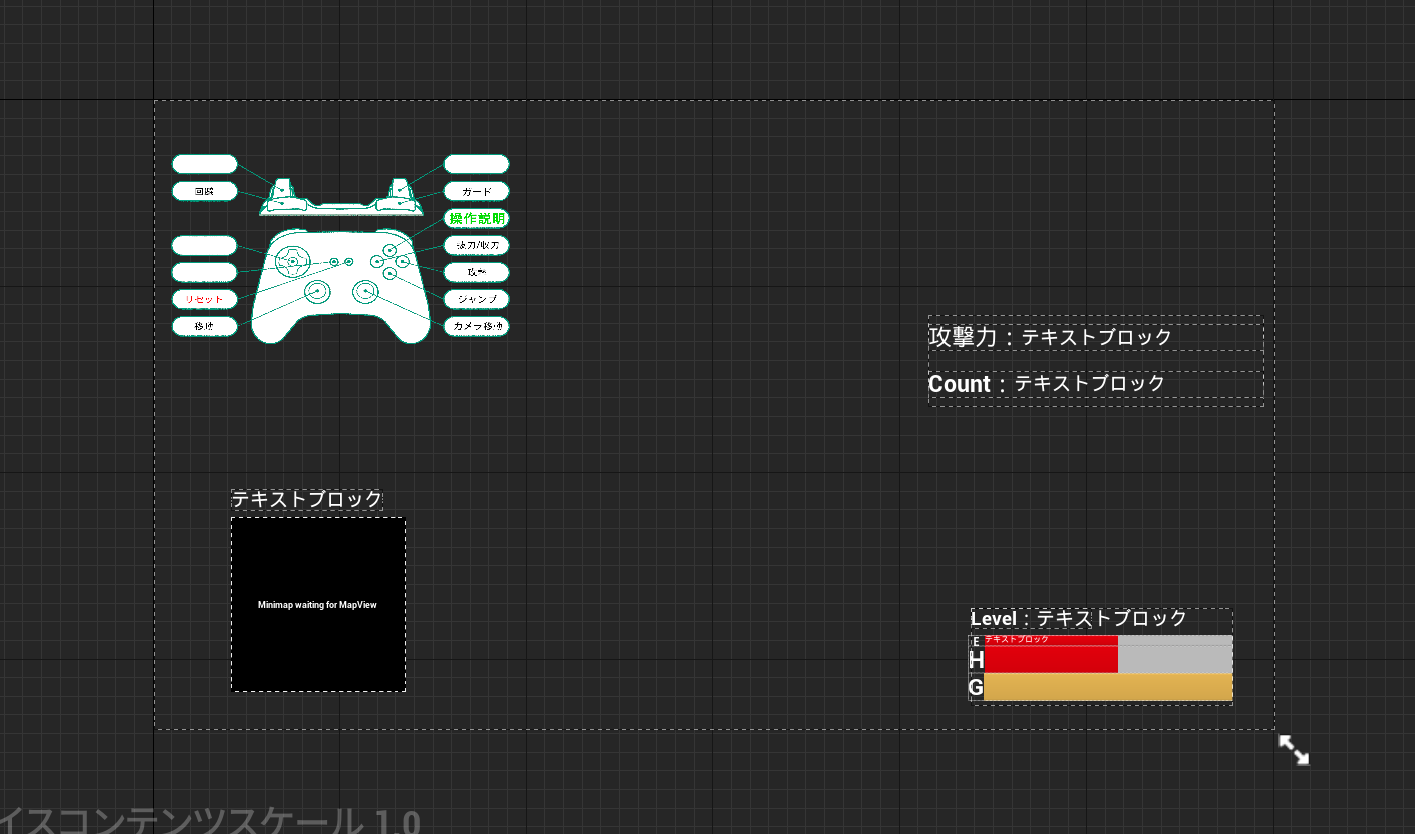 回避
ガード
操作説明
抜刀/収刀
攻撃
リセット
ジャンプ
移動
カメラ移動
攻撃力：テキストブロック
Count：テキストブロック
テキストブロック
Minimap waiting for MapView
Level：テキストブロック
E テキストブロック
H
G
イスコンテンツスケール 1.0